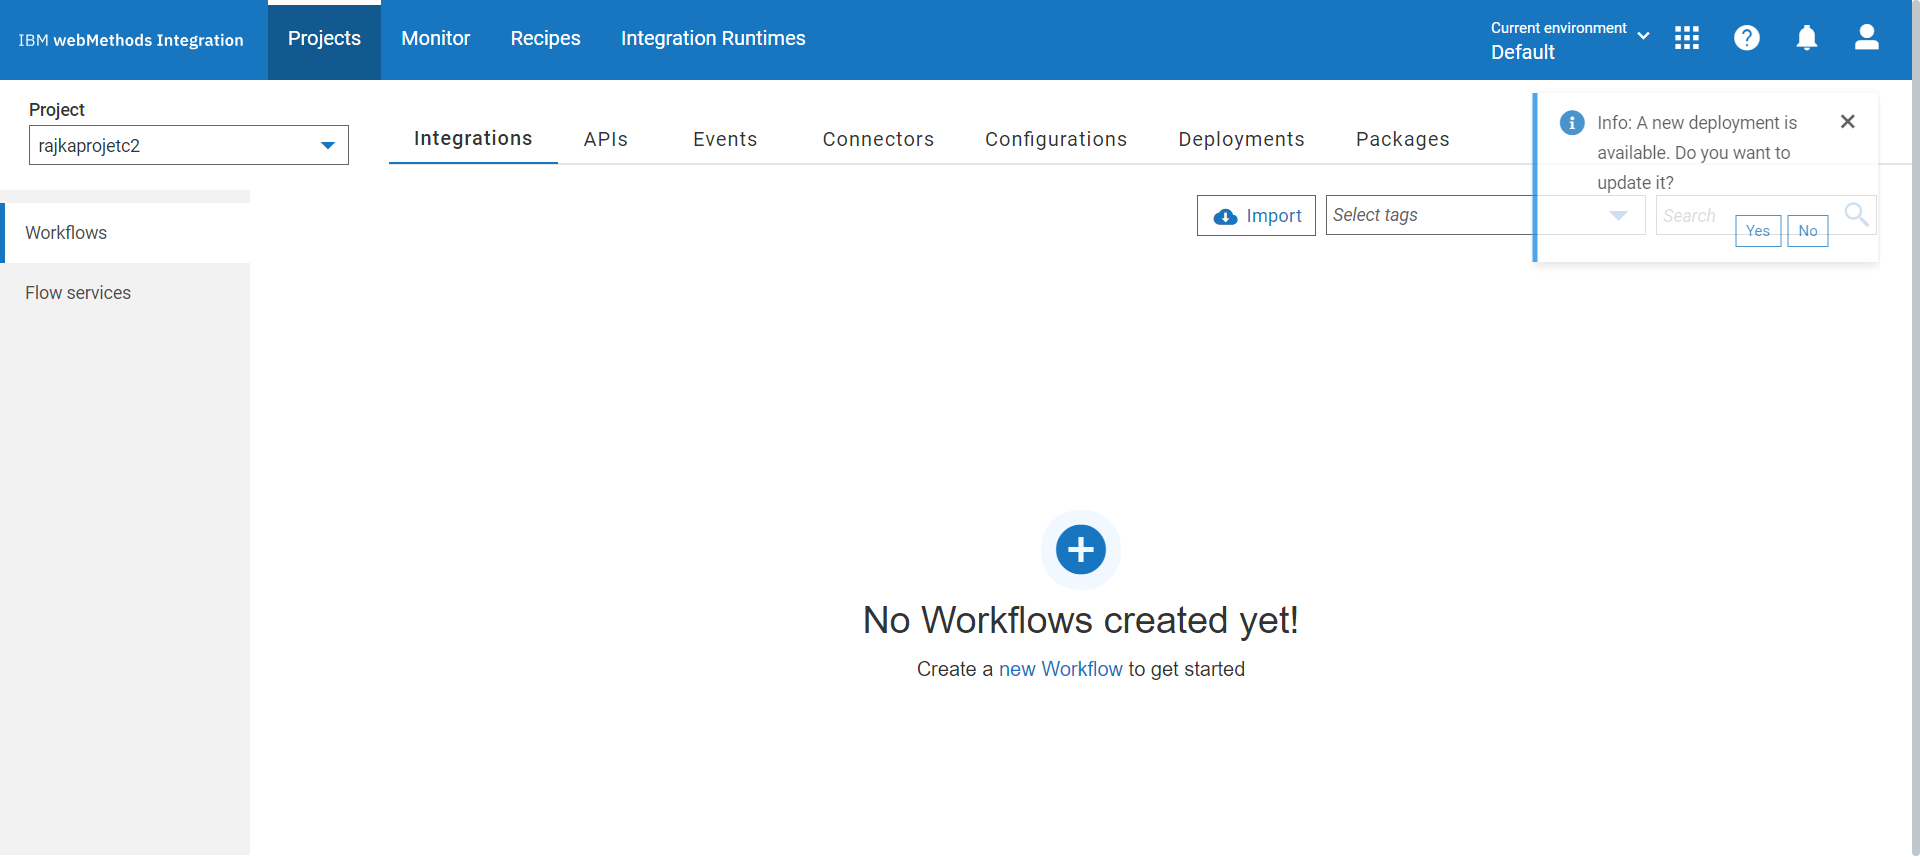 IBM webMethods Integration
Projects
Monitor
Recipes
Integration Runtimes
Current environment
Default
Project
rajkaprojetc2
Integrations
APIs
Events
Connectors
Configurations
Deployments
Packages
Info: A new deployment is
available. Do you want to
update it?
Yes
No
Workflows
Flow services
Import
Select tags
Search
No Workflows created yet!
Create a new Workflow to get started